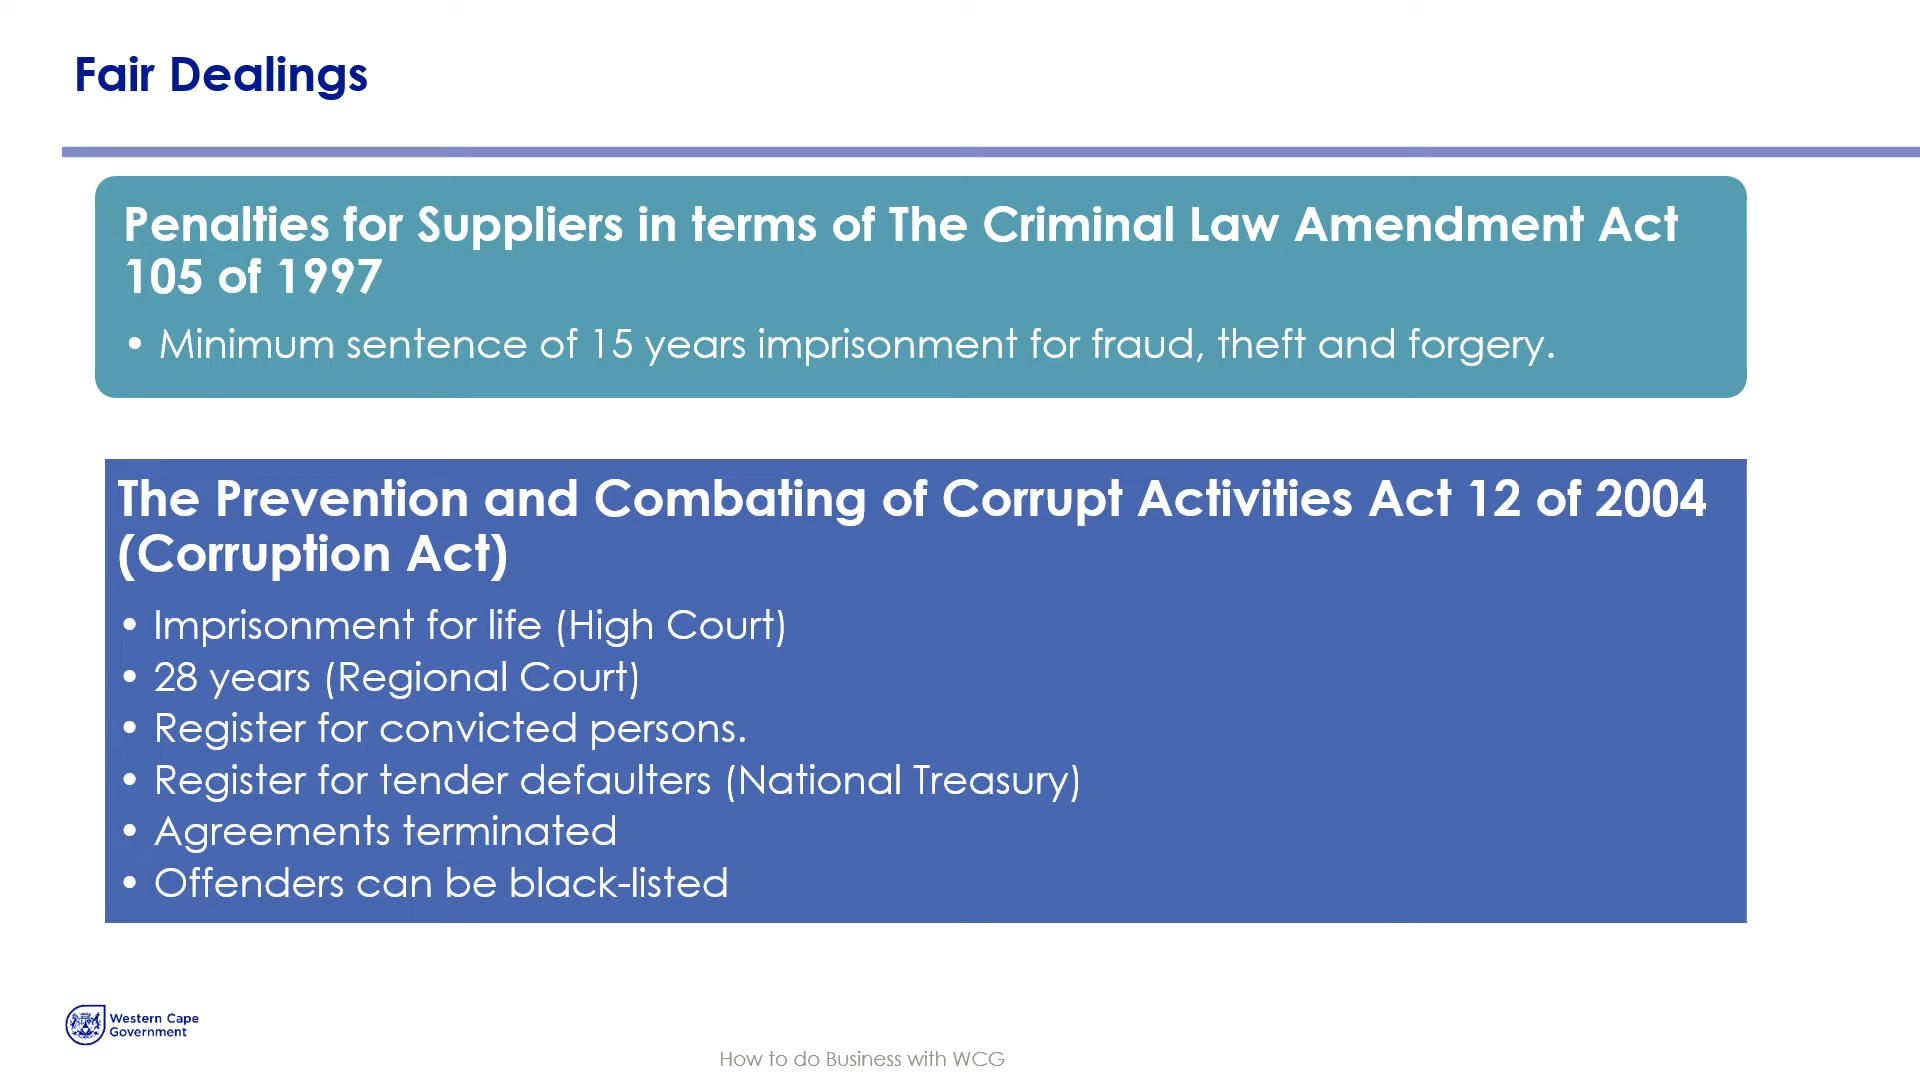 Fair Dealings
Penalties for Suppliers in terms of The Criminal Law Amendment Act
105 of 1997
• Minimum sentence of 15 years imprisonment for fraud, theft and forgery.
The Prevention and Combating of Corrupt Activities Act 12 of 2004
(Corruption Act)
• Imprisonment for life (High Court)
• 28 years (Regional Court)
• Register for convicted persons.
• Register for tender defaulters (National Treasury)
• Agreements terminated
• Offenders can be black-listed
Western Cape
Government
How to do Business with WCG